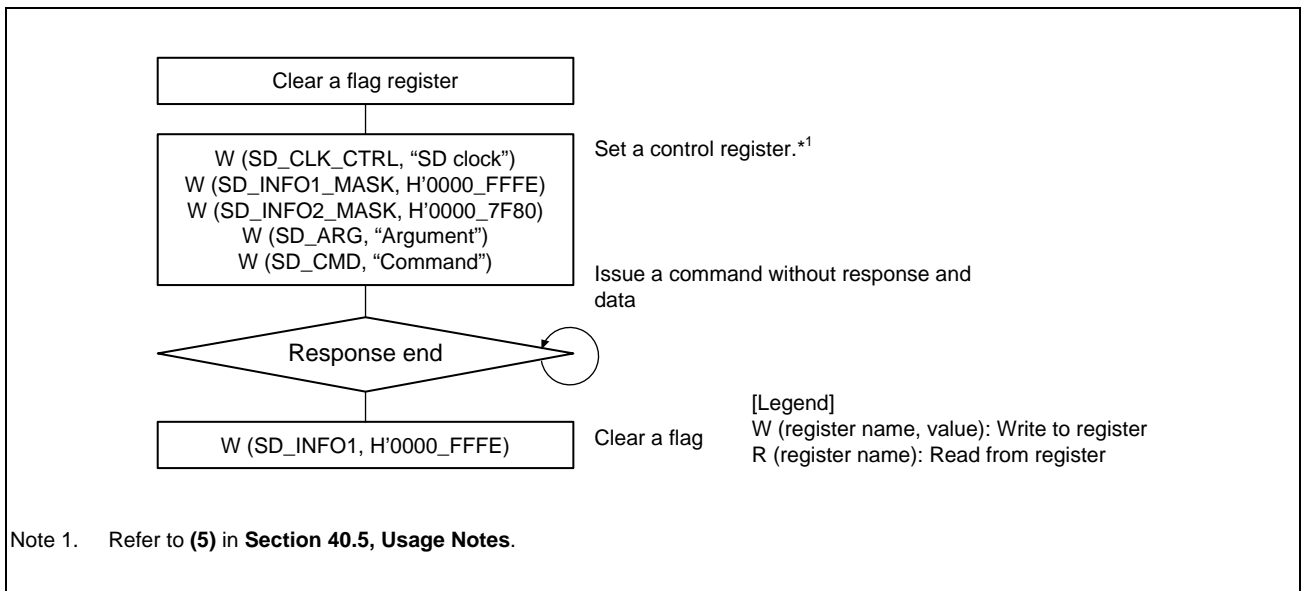 Clear a flag register
W (SD_CLK_CTRL, “SD clock”)
W (SD_INFO1_MASK, H’0000_FFFE)
W (SD_INFO2_MASK, H’0000_7F80)
W (SD_ARG, “Argument”)
W (SD_CMD, “Command”)
Set a control register.*1
Issue a command without response and
data
Response end
W (SD_INFO1, H’0000_FFFE)
Clear a flag
[Legend]
W (register name, value): Write to register
R (register name): Read from register
Note 1. Refer to (5) in Section 40.5, Usage Notes.